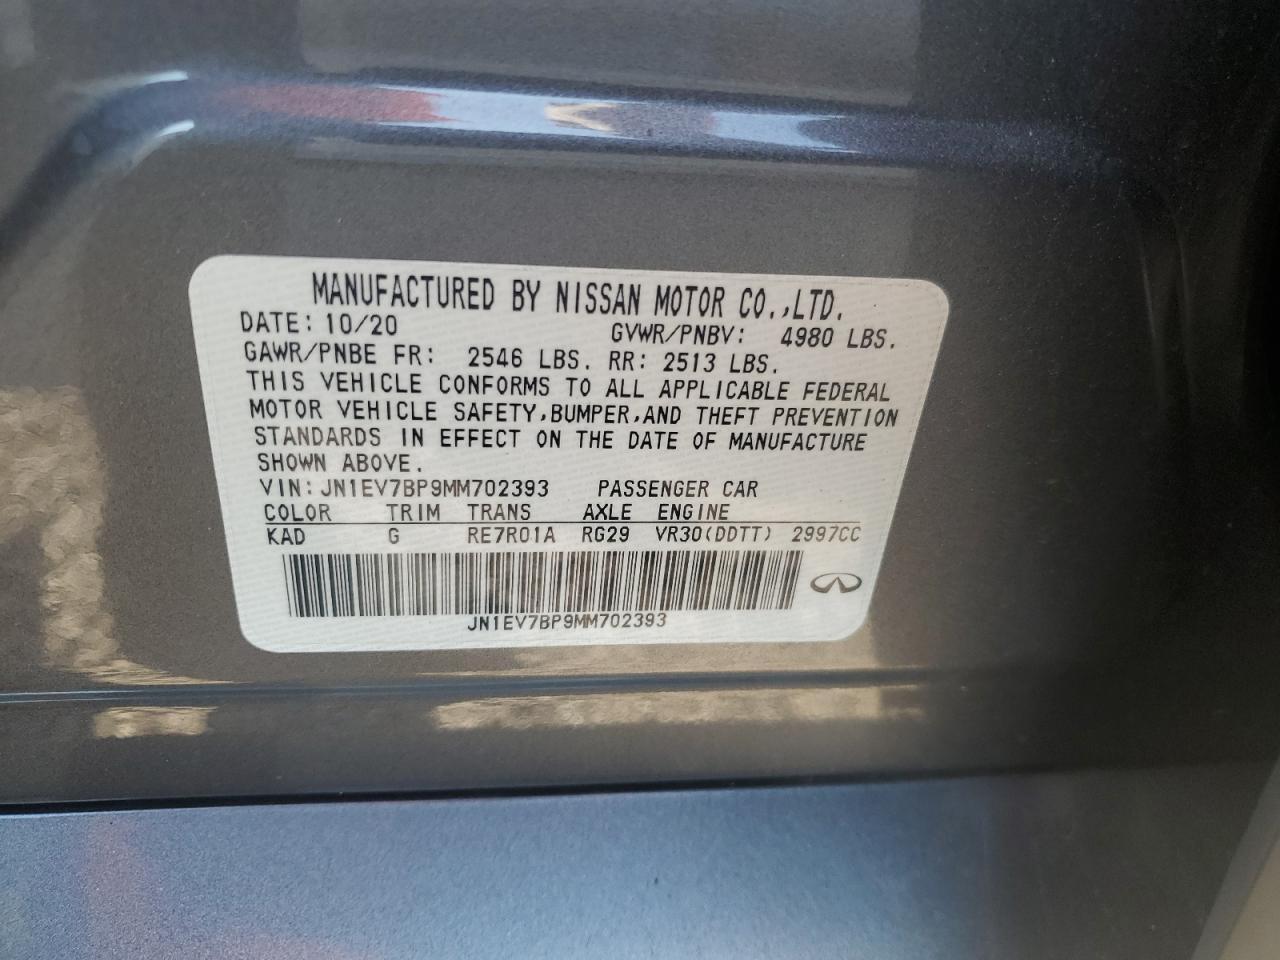 MANUFACTURED BY NISSAN MOTOR CO.,LTD.
DATE: 10/20 GVWR/PNBV: 4980 LBS.
GAWR/PNBE FR: 2546 LBS. RR: 2513 LBS.
THIS VEHICLE CONFORMS TO ALL APPLICABLE FEDERAL
MOTOR VEHICLE SAFETY,BUMPER,AND THEFT PREVENTION
STANDARDS IN EFFECT ON THE DATE OF MANUFACTURE
SHOWN ABOVE.
VIN:JN1EV7BP9MM702393 PASSENGER CAR
COLOR TRIM TRANS AXLE ENGINE
KAD G RE7R01A RG29 VR30(DDTT) 2997CC
JN1EV7BP9MM702393